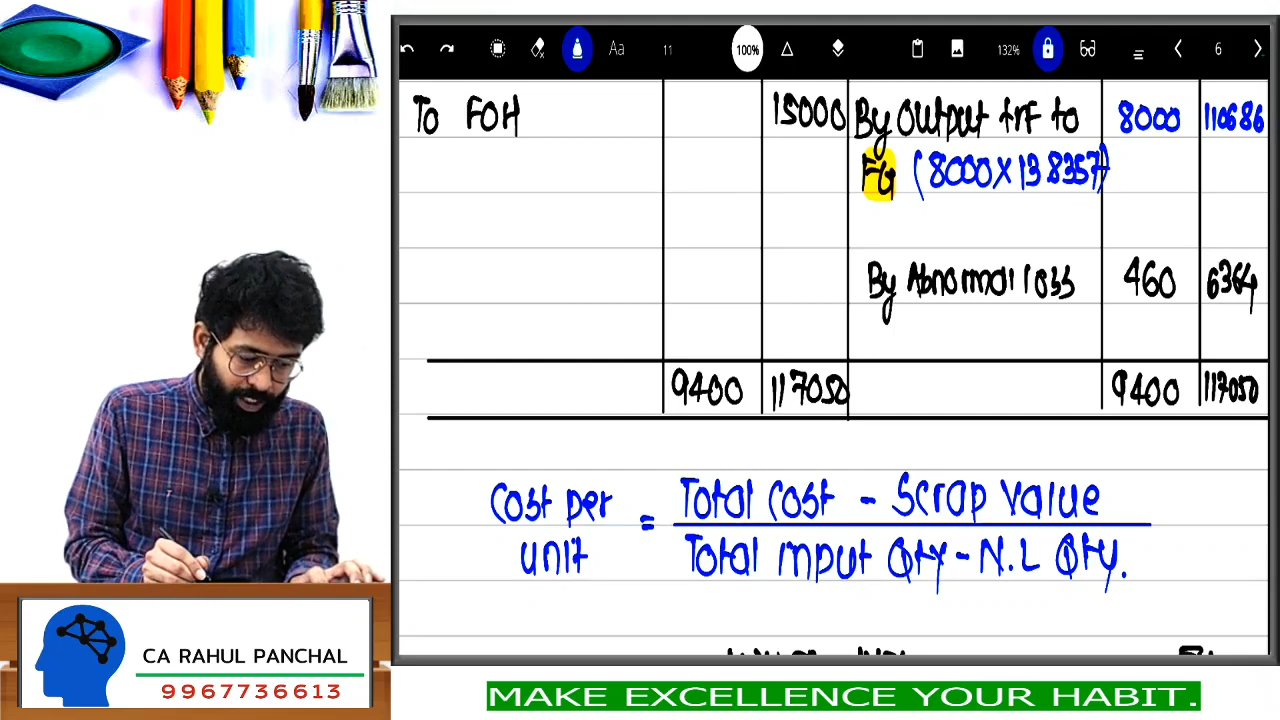 Aa 11 100% 132% 6
To FOH 15000 By Output trf to 8000 110686
FG (8000 X 13.8357)
By Abnormal loss 460 6364
9400 117050 9400 117050
Cost per unit = Total Cost - Scrap Value
Total input Qty - N.L Qty.
CA RAHUL PANCHAL
9967736613
MAKE EXCELLENCE YOUR HABIT.